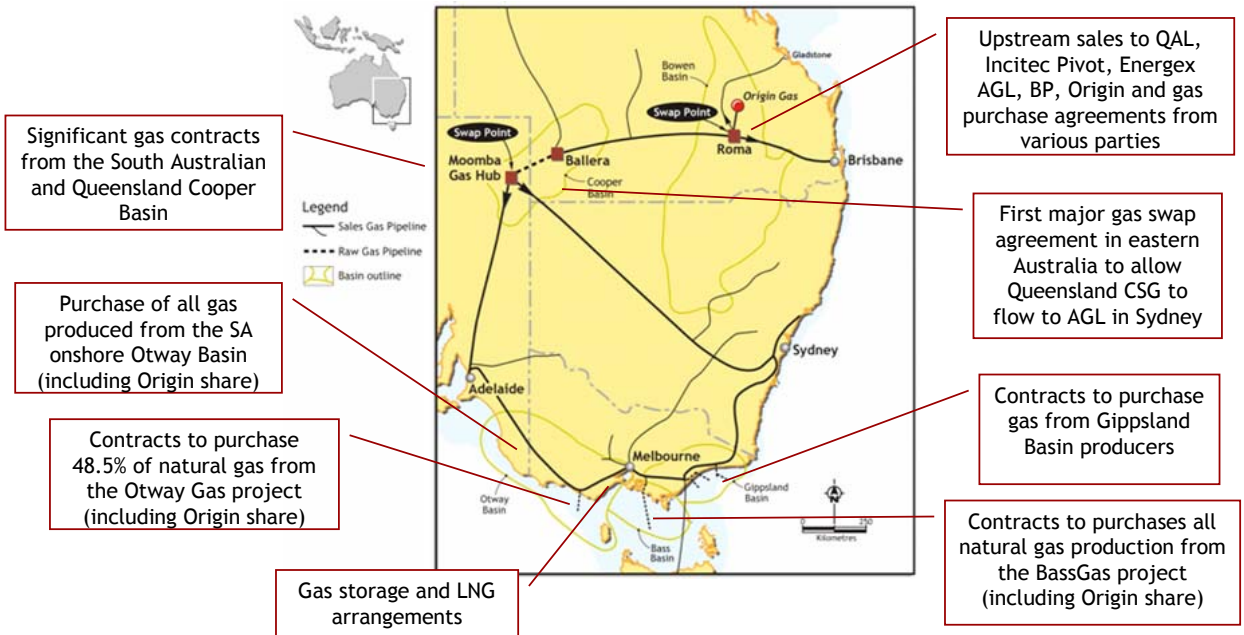 Significant gas contracts
from the South Australian
and Queensland Cooper
Basin
Purchase of all gas
produced from the SA
onshore Otway Basin
(including Origin share)
Contracts to purchase
48.5% of natural gas from
the Otway Gas project
(including Origin share)
Gas storage and LNG
arrangements
Upstream sales to QAL,
Incitec Pivot, Energex
AGL, BP, Origin and gas
purchase agreements from
various parties
First major gas swap
agreement in eastern
Australia to allow
Queensland CSG to
flow to AGL in Sydney
Contracts to purchase
gas from Gippsland
Basin producers
Contracts to purchases all
natural gas production from
the BassGas project
(including Origin share)
Gladstone
Bowen
Basin
Origin Gas
Swap Point
Roma
Brisbane
Swap Point
Ballera
Moomba
Gas Hub
Cooper
Basin
Legend
Sales Gas Pipeline
Raw Gas Pipeline
Basin outline
Sydney
Adelaide
Melbourne
Otway
Basin
Gippsland
Basin
Bass
Basin
N
0 250
Kilometres